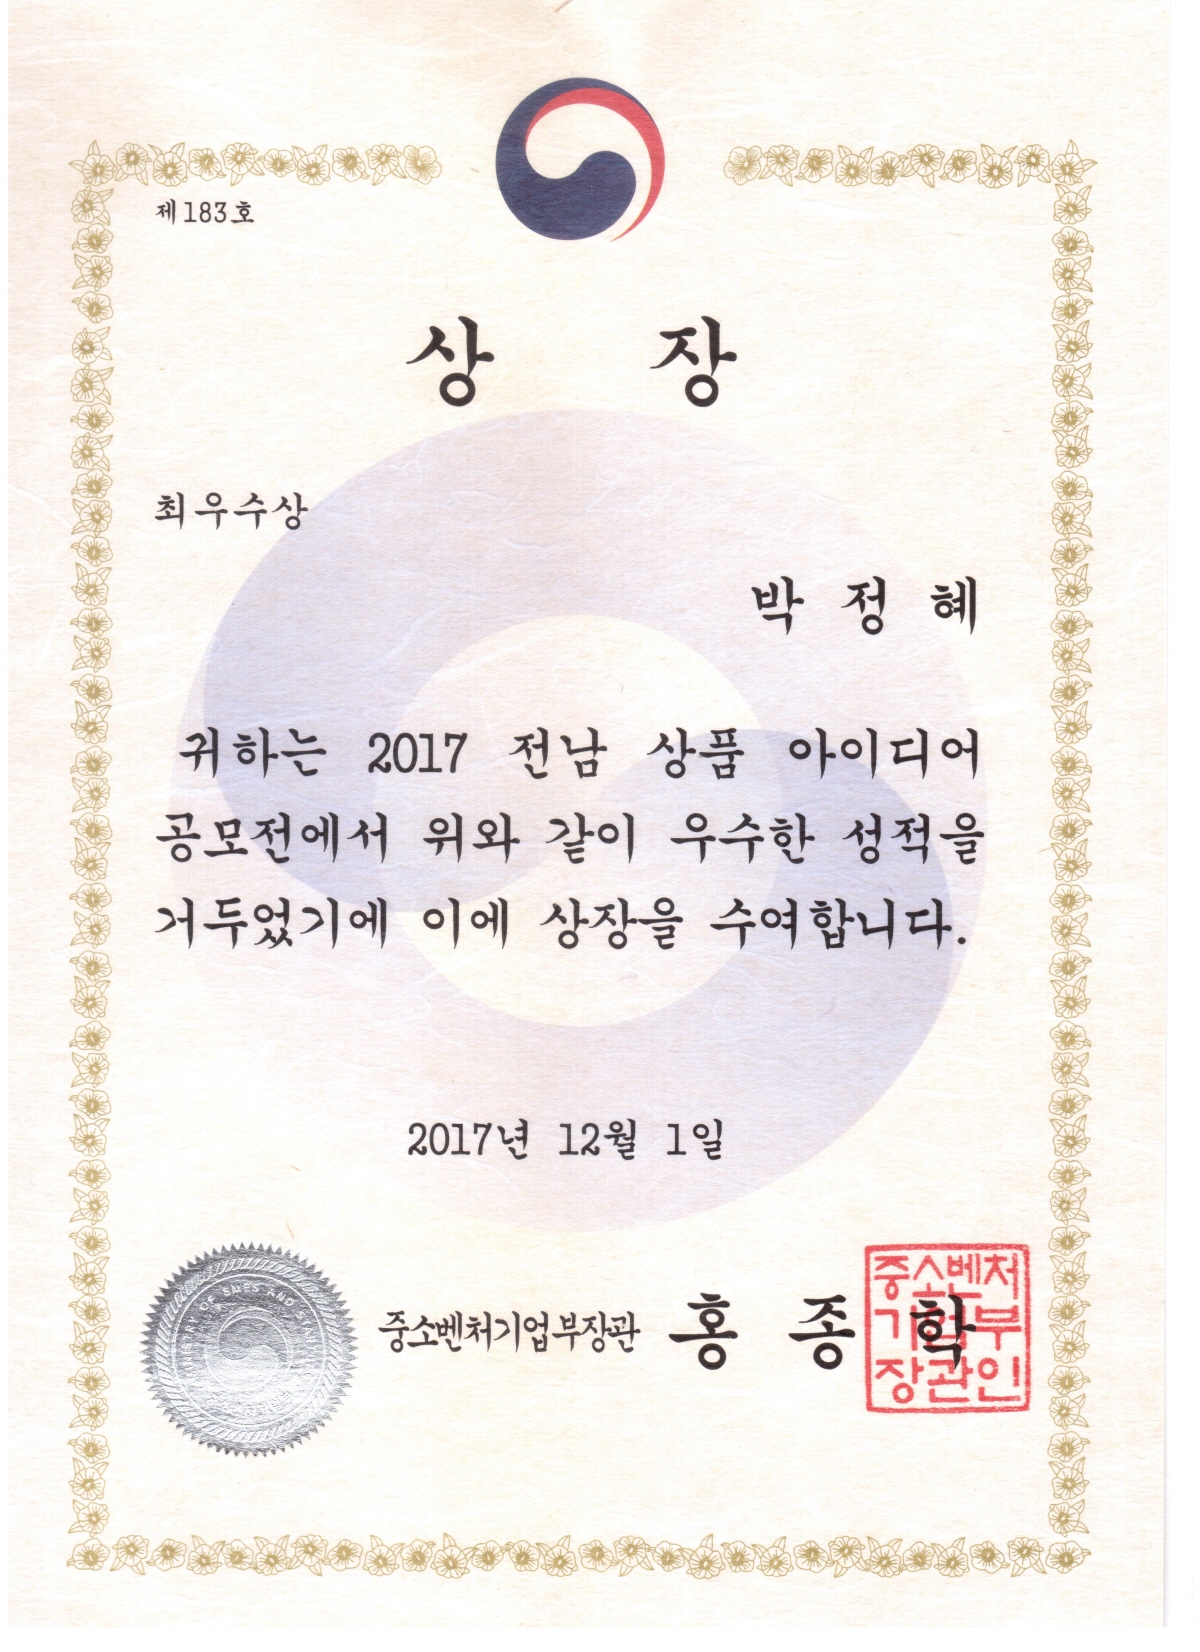 제183호
상 장
최우수상
박 정 혜
귀하는 2017 전남 상품 아이디어
공모전에서 위와 같이 우수한 성적을
거두었기에 이에 상장을 수여합니다.
2017년 12월 1일
중소벤처기업부장관 홍 종 학
중소벤처
기업부
장관인
OF SMES AND